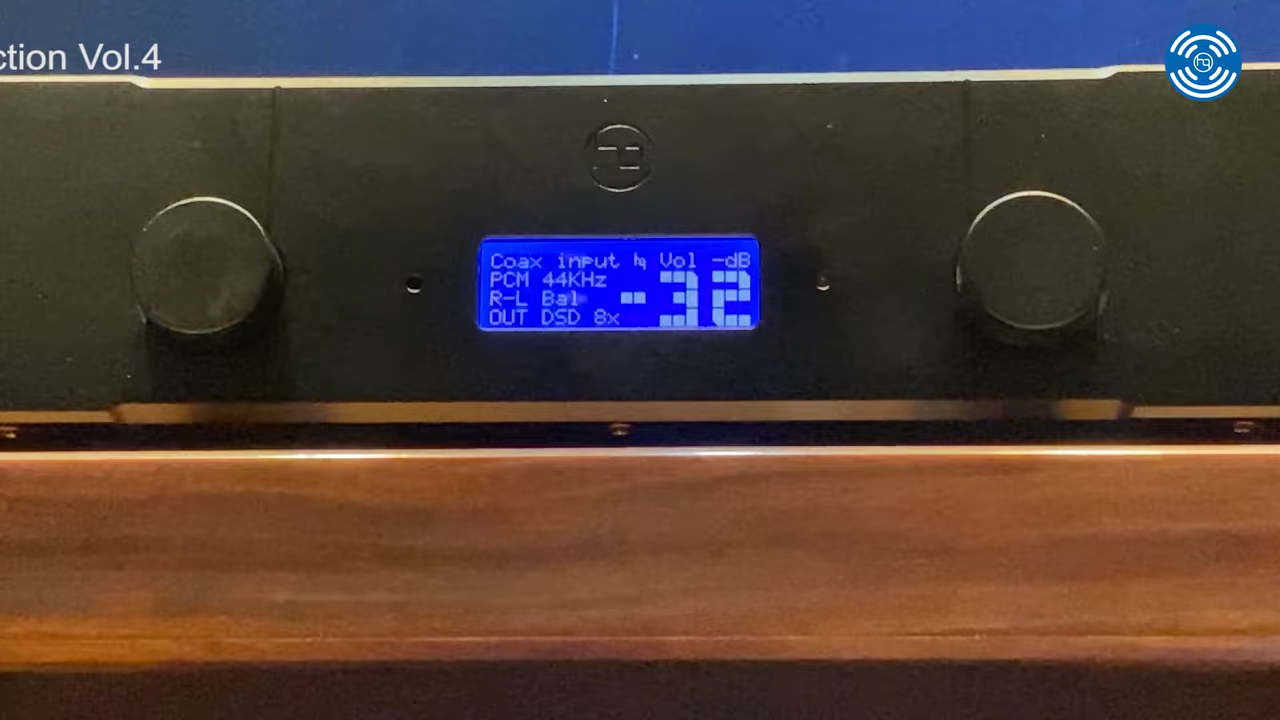 ction Vol.4
Coax input Vol -dB
PCM 44KHz
R-L Bal -32
OUT DSD 8x